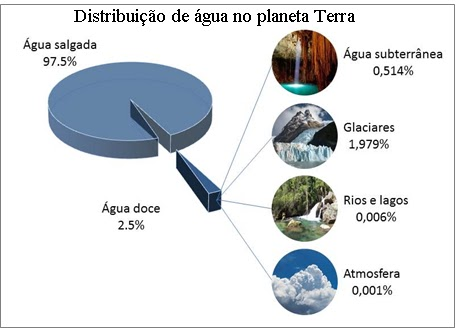 Distribuição de água no planeta Terra
Água salgada
97.5%
Água doce
2.5%
Água subterrânea
0,514%
Glaciares
1,979%
Rios e lagos
0,006%
Atmosfera
0,001%